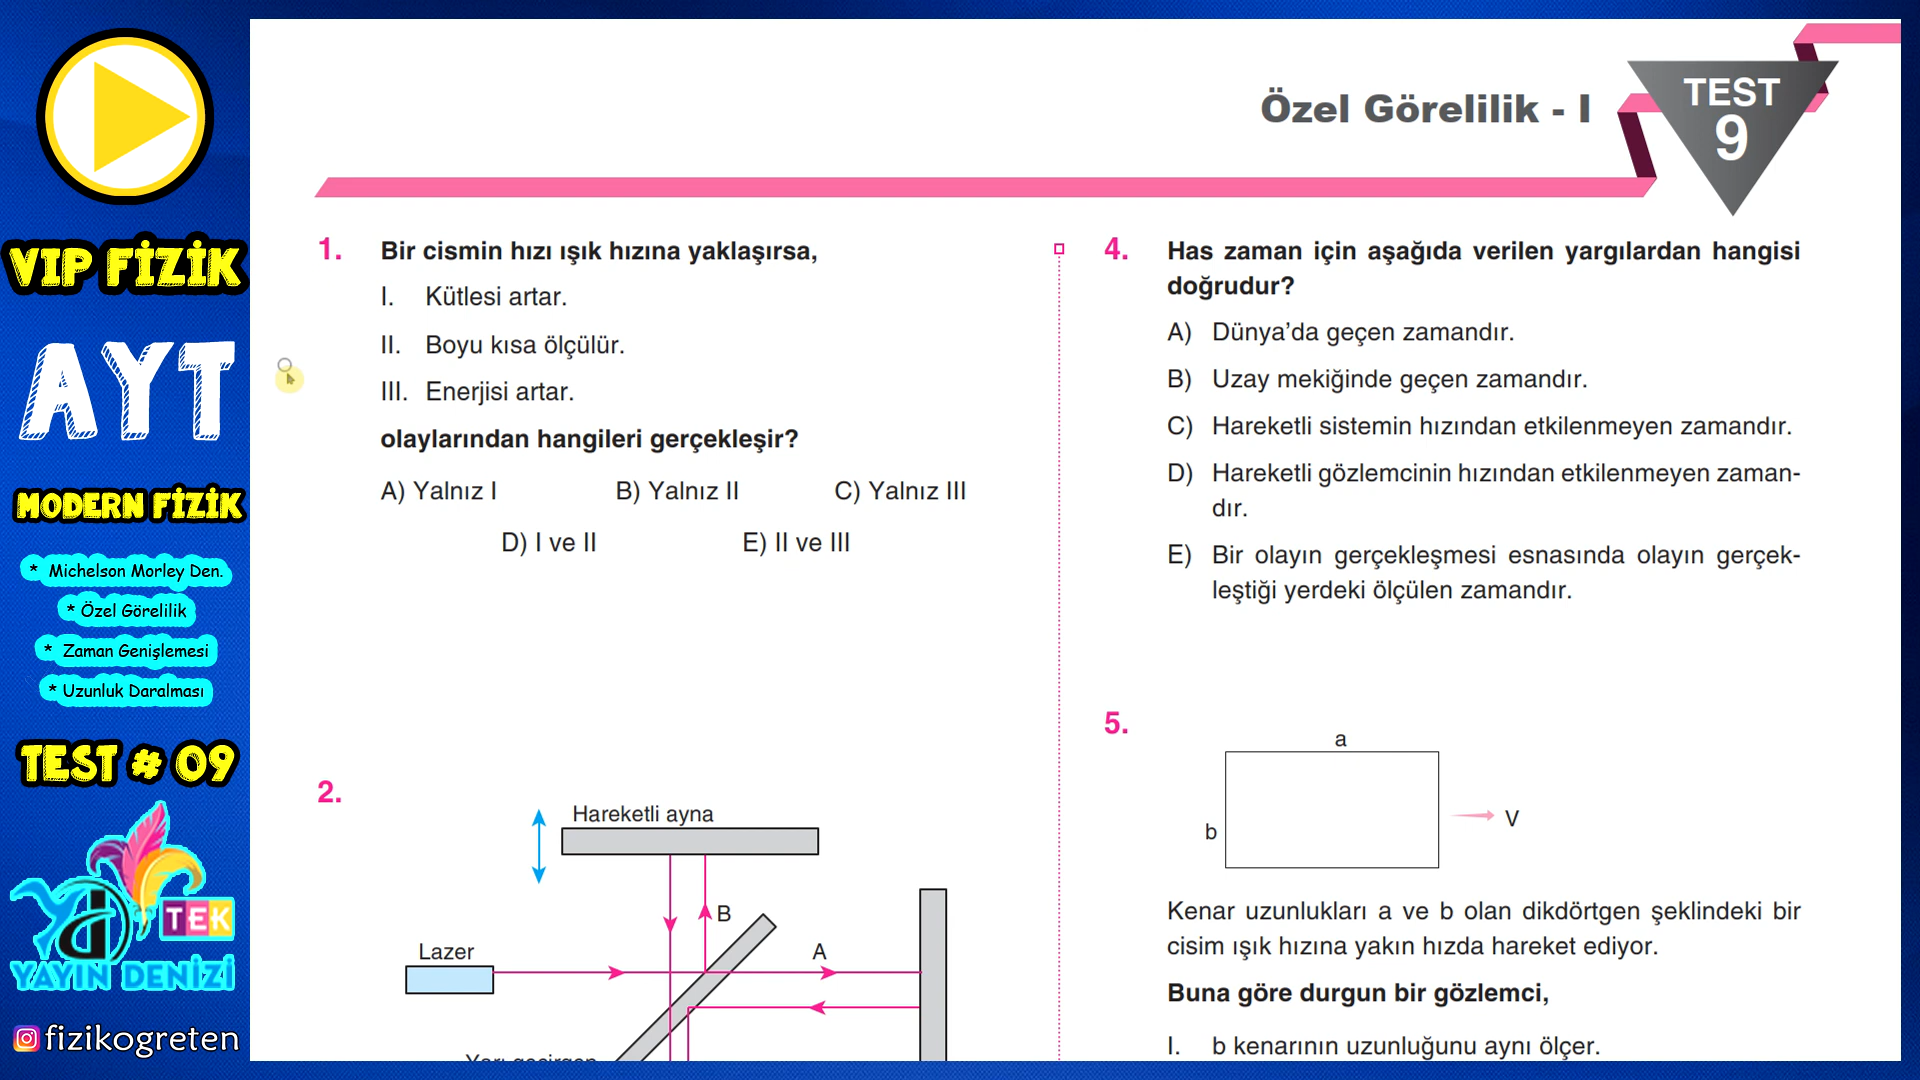 VIP FİZİK
AYT
MODERN FİZİK
* Michelson Morley Den.
* Özel Görelilik
* Zaman Genişlemesi
* Uzunluk Daralması
TEST # 09
TEK
YAYIN DENİZİ
fizikogreten
Özel Görelilik - I
TEST
9
1. Bir cismin hızı ışık hızına yaklaşırsa,
I. Kütlesi artar.
II. Boyu kısa ölçülür.
III. Enerjisi artar.
olaylarından hangileri gerçekleşir?
A) Yalnız I B) Yalnız II C) Yalnız III
D) I ve II E) II ve III
2.
Hareketli ayna
B
Lazer
A
Yarı geçirgen
4. Has zaman için aşağıda verilen yargılardan hangisi
doğrudur?
A) Dünya’da geçen zamandır.
B) Uzay mekiğinde geçen zamandır.
C) Hareketli sistemin hızından etkilenmeyen zamandır.
D) Hareketli gözlemcinin hızından etkilenmeyen zaman-
dır.
E) Bir olayın gerçekleşmesi esnasında olayın gerçek-
leştiği yerdeki ölçülen zamandır.
5.
a
b
V
Kenar uzunlukları a ve b olan dikdörtgen şeklindeki bir
cisim ışık hızına yakın hızda hareket ediyor.
Buna göre durgun bir gözlemci,
I. b kenarının uzunluğunu aynı ölçer.